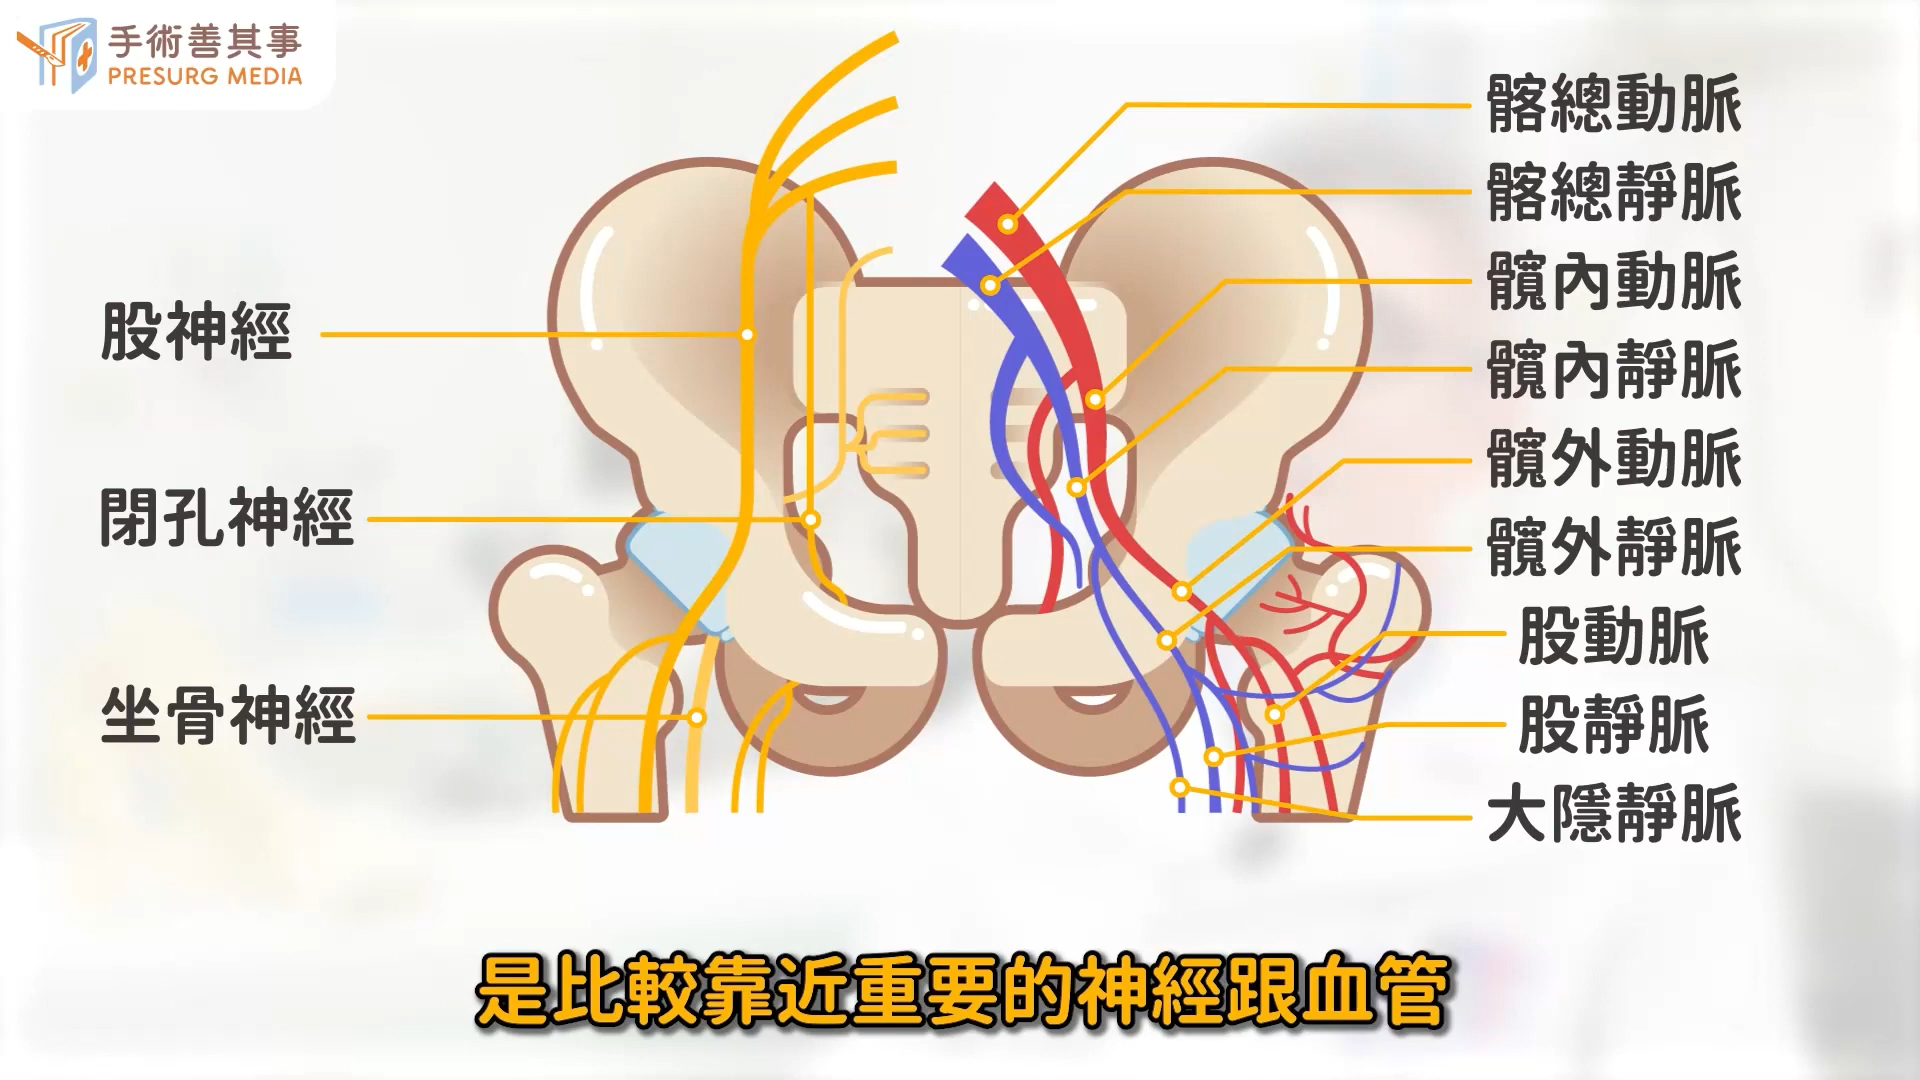 手術善其事
PRESURG MEDIA
股神經
閉孔神經
坐骨神經
髂總動脈
髂總靜脈
髖內動脈
髖內靜脈
髖外動脈
髖外靜脈
股動脈
股靜脈
大隱靜脈
是比較靠近重要的神經跟血管